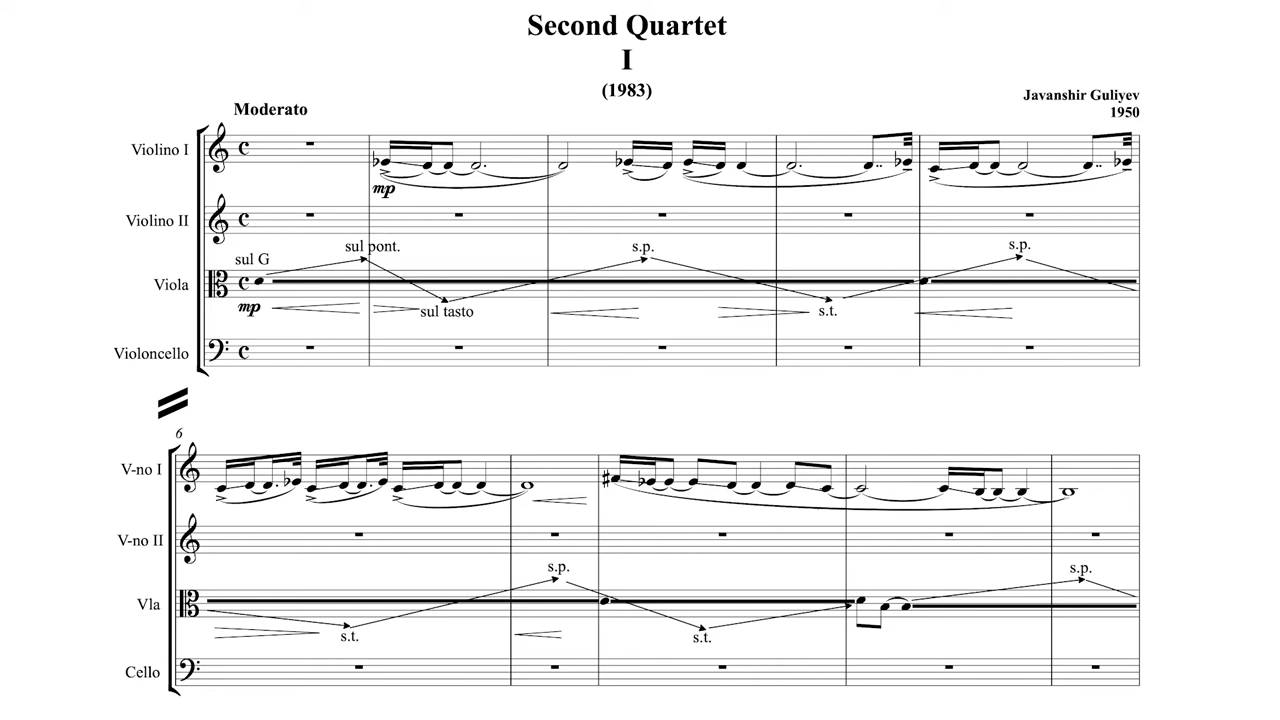 Second Quartet
I
(1983)
Javanshir Guliyev
1950
Moderato
Violino I
mp
Violino II
sul G
sul pont.
s.p.
s.p.
Viola
mp
sul tasto
s.t.
Violoncello
6
V-no I
V-no II
s.p.
s.p.
Vla
s.t.
s.t.
Cello